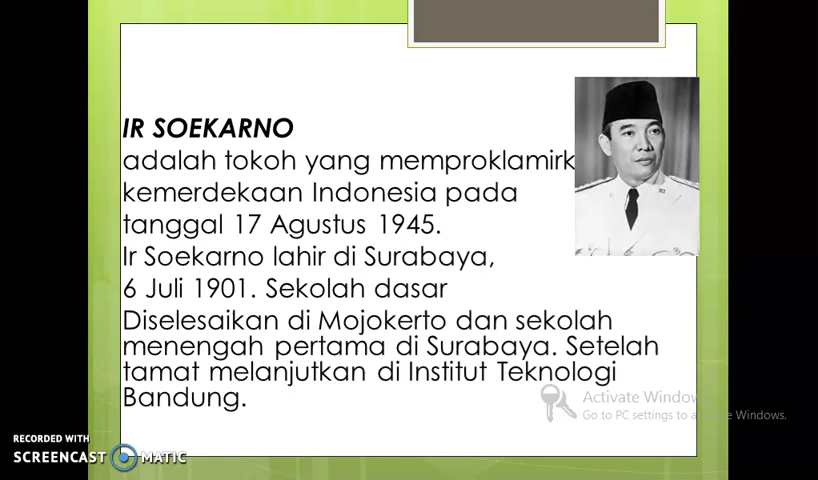 IR SOEKARNO
adalah tokoh yang memproklamirk
kemerdekaan Indonesia pada
tanggal 17 Agustus 1945.
Ir Soekarno lahir di Surabaya,
6 Juli 1901. Sekolah dasar
Diselesaikan di Mojokerto dan sekolah
menengah pertama di Surabaya. Setelah
tamat melanjutkan di Institut Teknologi
Bandung.
Activate Windows
Go to PC settings to activate Windows.
RECORDED WITH
SCREENCAST MATIC